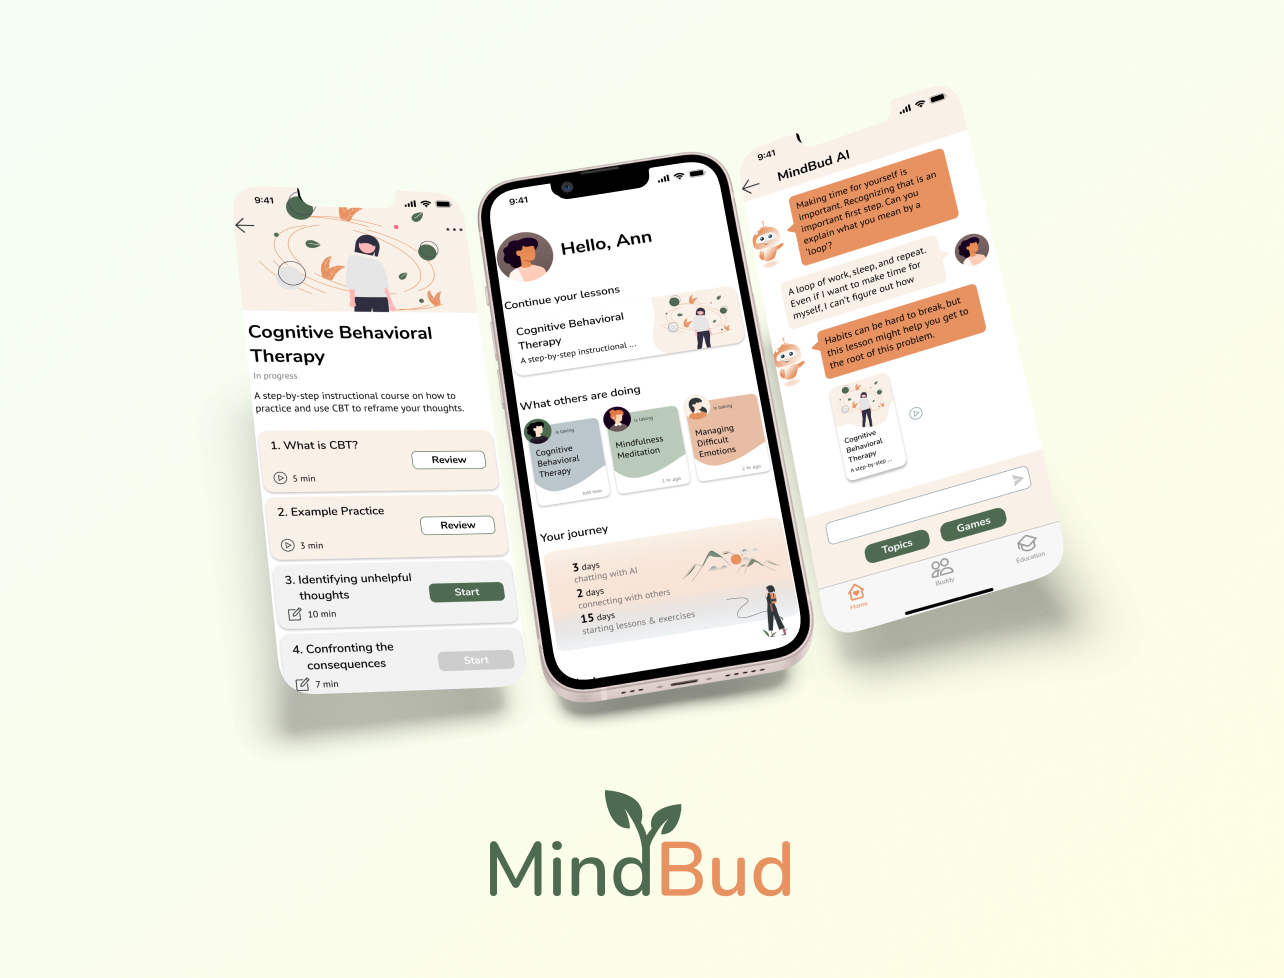 9:41
Cognitive Behavioral
Therapy
In progress
A step-by-step instructional course on how to
practice and use CBT to reframe your thoughts.
1. What is CBT?
Review
5 min
2. Example Practice
Review
3 min
3. Identifying unhelpful
thoughts
Start
10 min
4. Confronting the
consequences
Start
7 min
9:41
Hello, Ann
Continue your lessons
Cognitive Behavioral
Therapy
A step-by-step instructional ...
What others are doing
is taking
Cognitive
Behavioral
Therapy
Just now
is taking
Mindfulness
Meditation
1 hr ago
is taking
Managing
Difficult
Emotions
2 hr ago
Your journey
3 days
chatting with AI
2 days
connecting with others
15 days
starting lessons & exercises
9:41
MindBud AI
Making time for yourself is
important. Recognizing that is an
important first step. Can you
explain what you mean by a
'loop'?
A loop of work, sleep, and repeat.
Even if I want to make time for
myself, I can't figure out how
Habits can be hard to break, but
this lesson might help you get to
the root of this problem.
Cognitive
Behavioral
Therapy
A step-by-step ...
Topics
Games
Home
Buddy
Education
MindBud